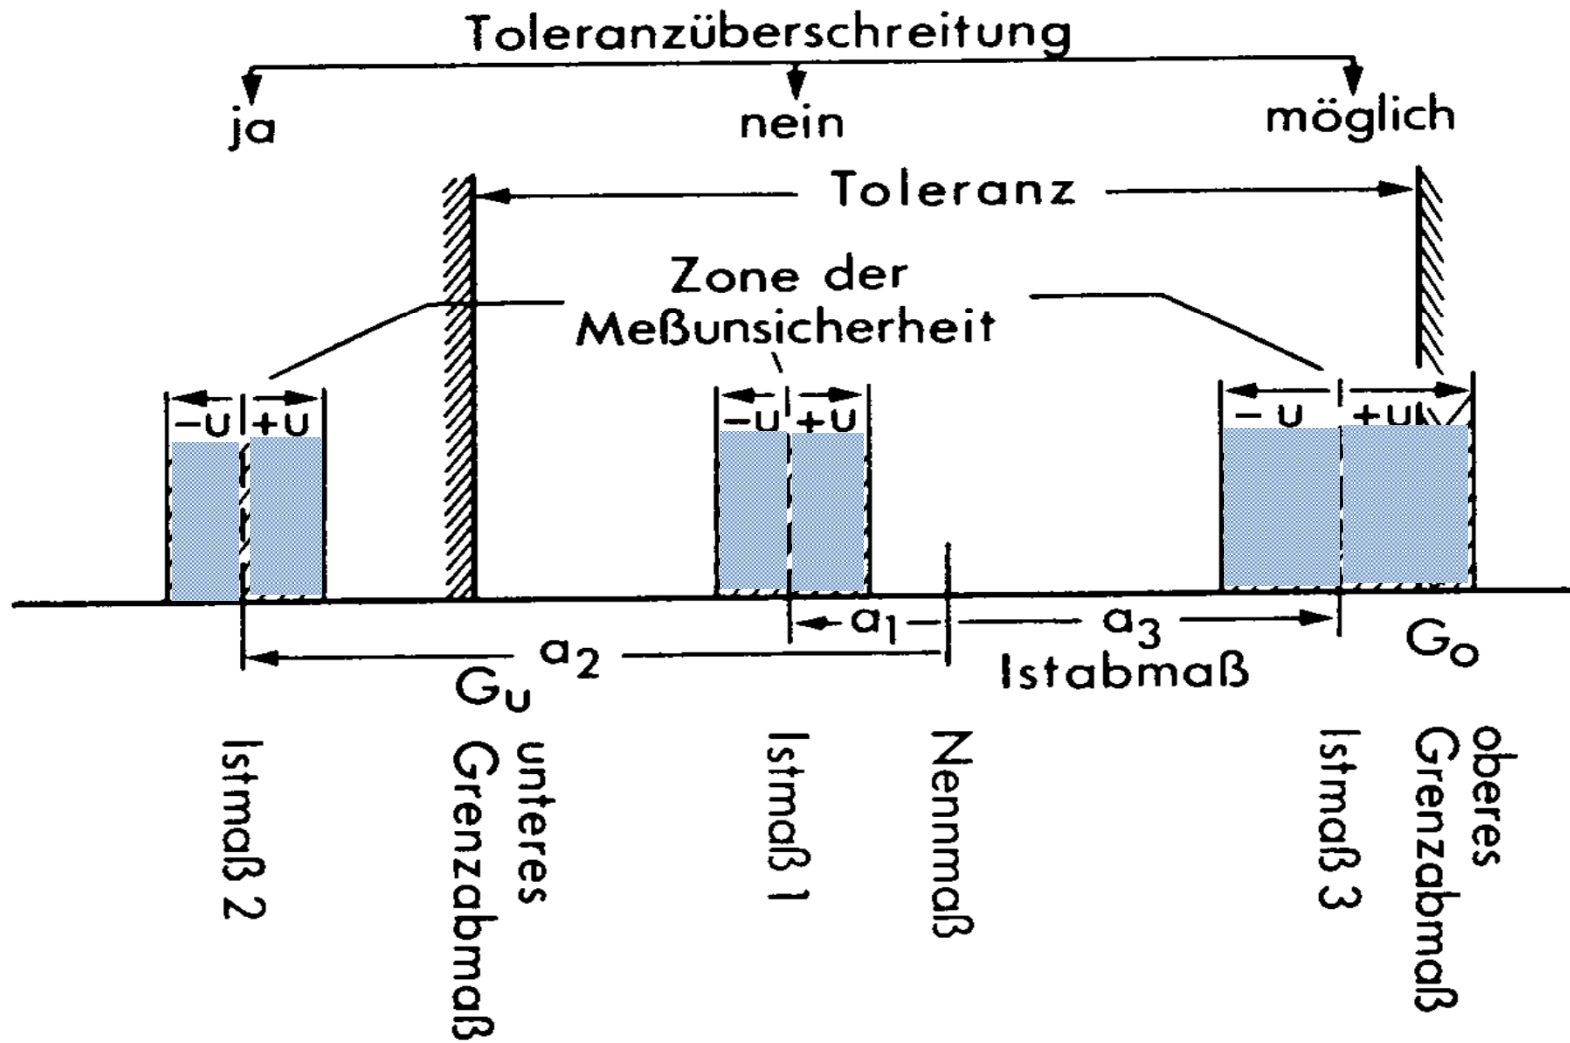 Toleranzüberschreitung
ja
nein
möglich
Toleranz
Zone der
Meßunsicherheit
-U +U
-U +U
- U +U
a1
a3
a2
Istabmaß
GU
GO
Istmaß 2
unteres
Grenzabmaß
Istmaß 1
Nennmaß
Istmaß 3
oberes
Grenzabmaß